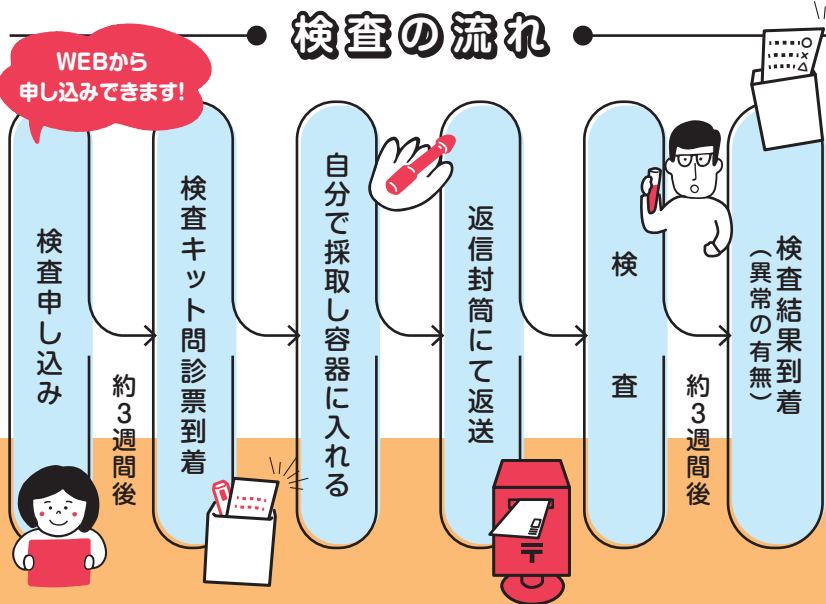 検査の流れ
WEBから
申し込みできます!
検査申し込み
約3週間後
検査キット問診票到着
自分で採取し容器に入れる
返信封筒にて返送
検査
約3週間後
検査結果到着
（異常の有無）